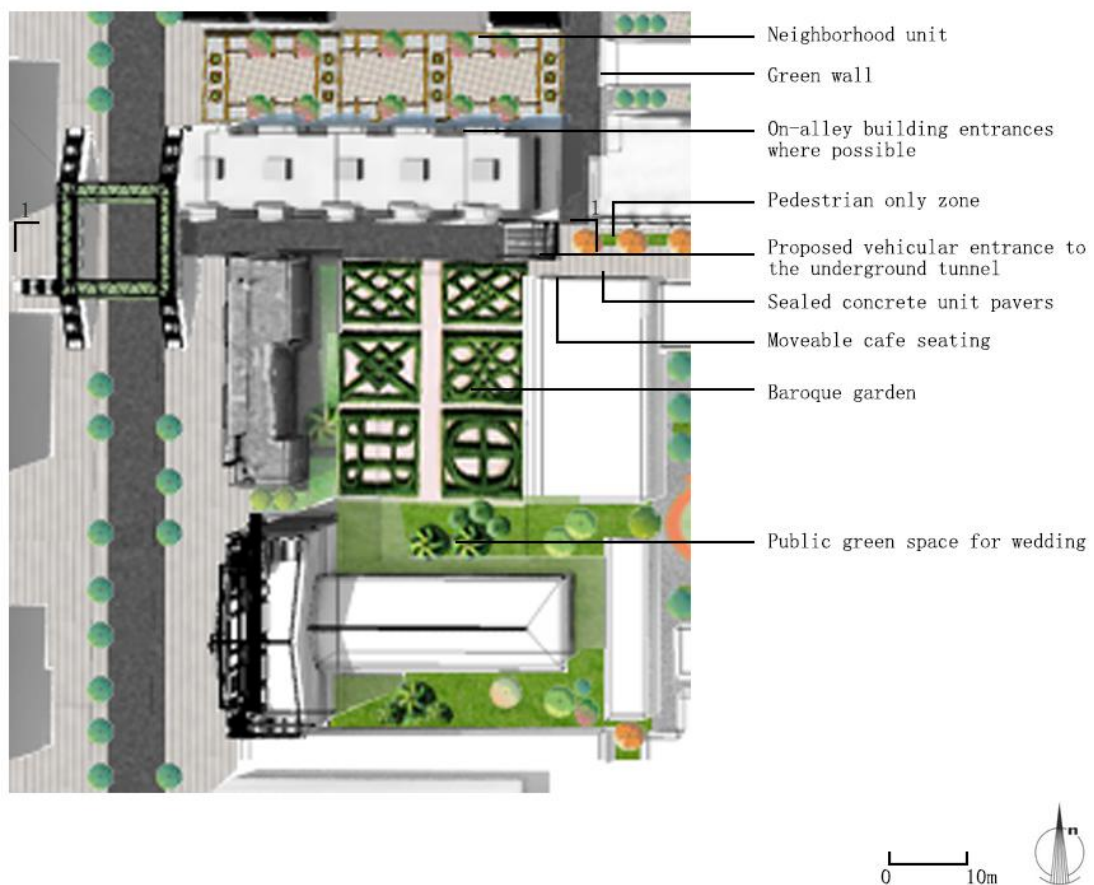 Neighborhood unit
Green wall
On-alley building entrances
where possible
Pedestrian only zone
1
1
Proposed vehicular entrance to
the underground tunnel
Sealed concrete unit pavers
Moveable cafe seating
Baroque garden
Public green space for wedding
n
0 10m